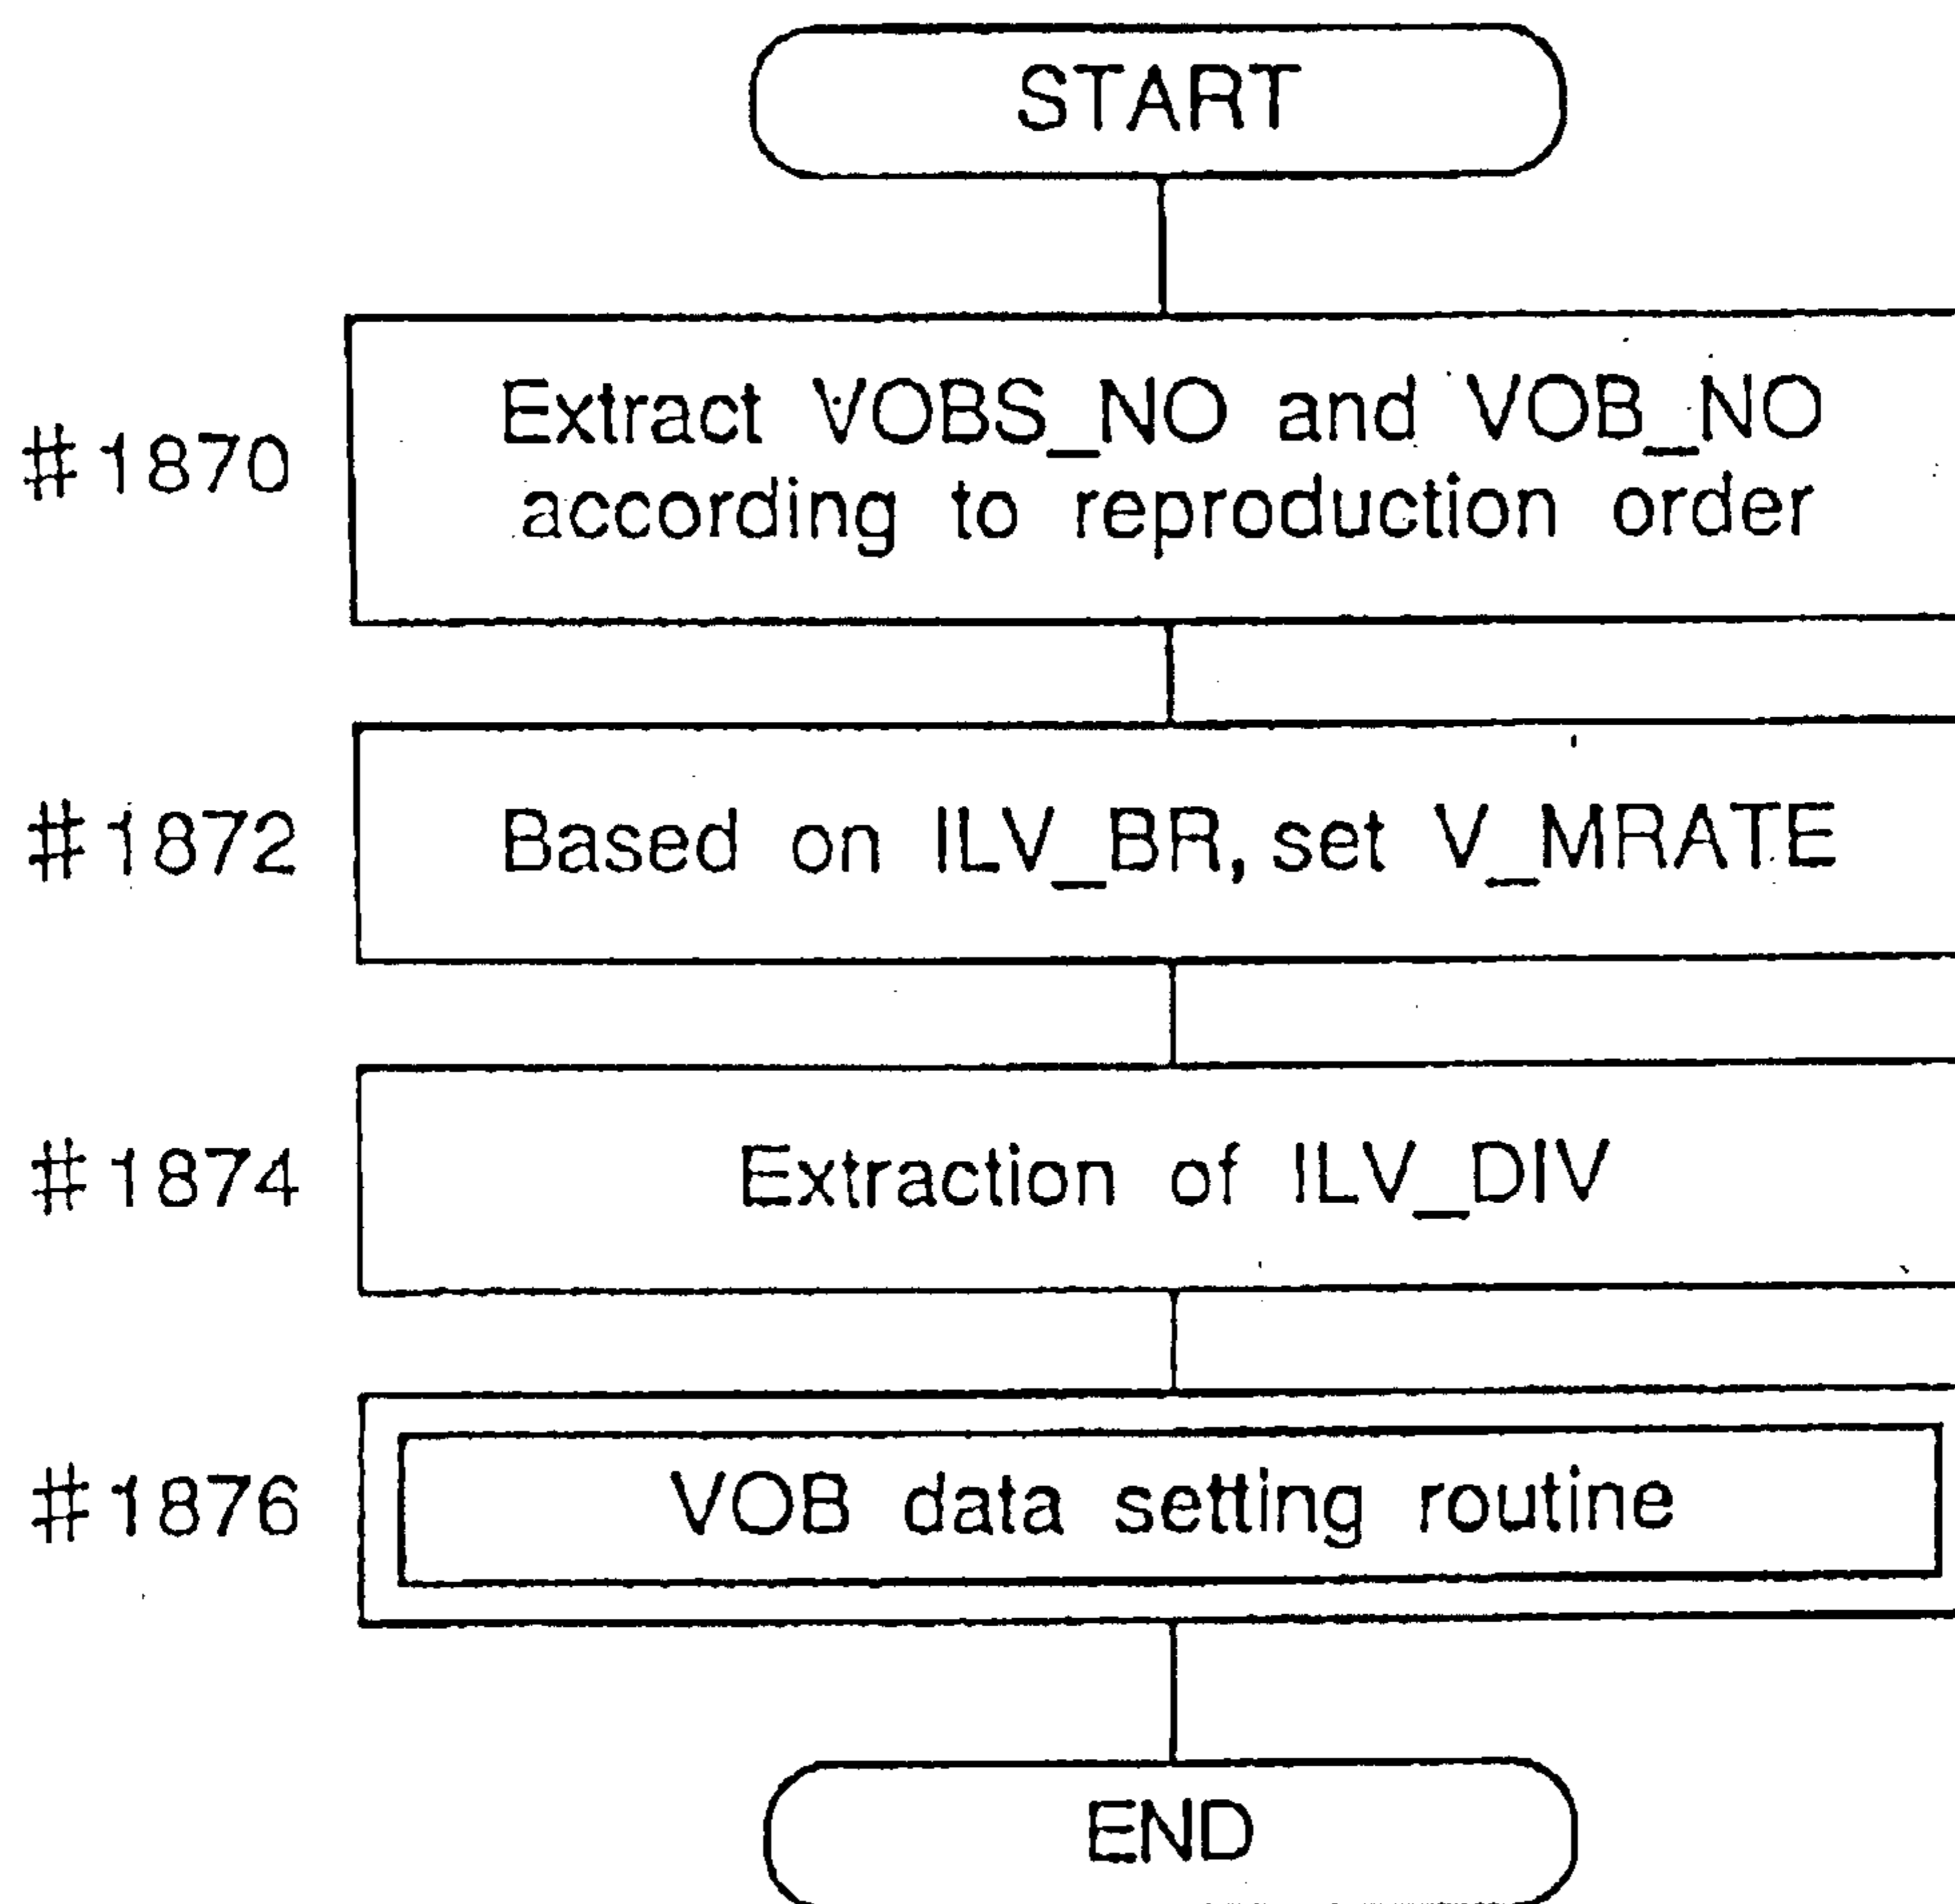 START
#1870
Extract VOBS_NO and VOB_NO
according to reproduction order
#1872
Based on ILV_BR, set V_MRATE
#1874
Extraction of ILV_DIV
#1876
VOB data setting routine
END